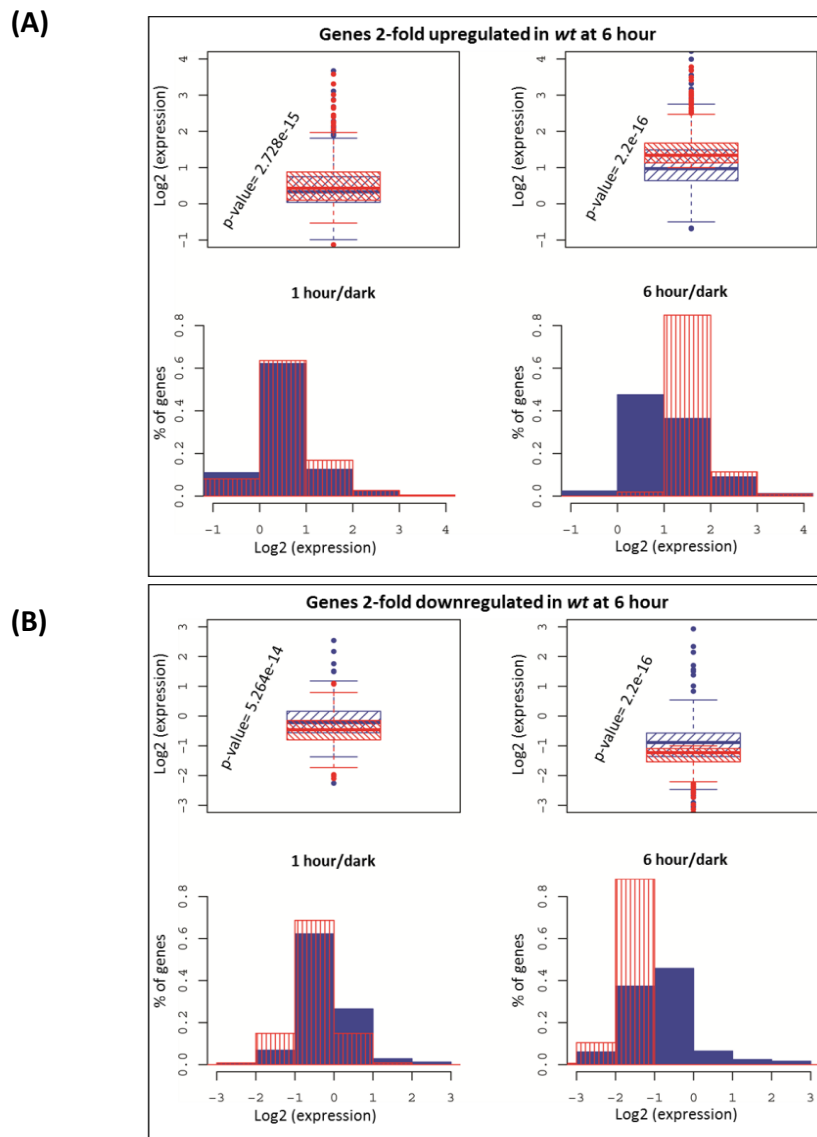 (A)
Genes 2-fold upregulated in wt at 6 hour
Log2 (expression)
4
3
2
1
0
-1
p-value= 2.728e-15
Log2 (expression)
4
3
2
1
0
-1
p-value= 2.2e-16
1 hour/dark
% of genes
0.8
0.6
0.4
0.2
0.0
-1 0 1 2 3 4
Log2 (expression)
6 hour/dark
% of genes
0.8
0.6
0.4
0.2
0.0
-1 0 1 2 3 4
Log2 (expression)
(B)
Genes 2-fold downregulated in wt at 6 hour
Log2 (expression)
3
2
1
0
-1
-2
-3
p-value= 5.264e-14
Log2 (expression)
3
2
1
0
-1
-2
-3
p-value= 2.2e-16
1 hour/dark
% of genes
0.8
0.6
0.4
0.2
0.0
-3 -2 -1 0 1 2 3
Log2 (expression)
6 hour/dark
% of genes
0.8
0.6
0.4
0.2
0.0
-3 -2 -1 0 1 2 3
Log2 (expression)